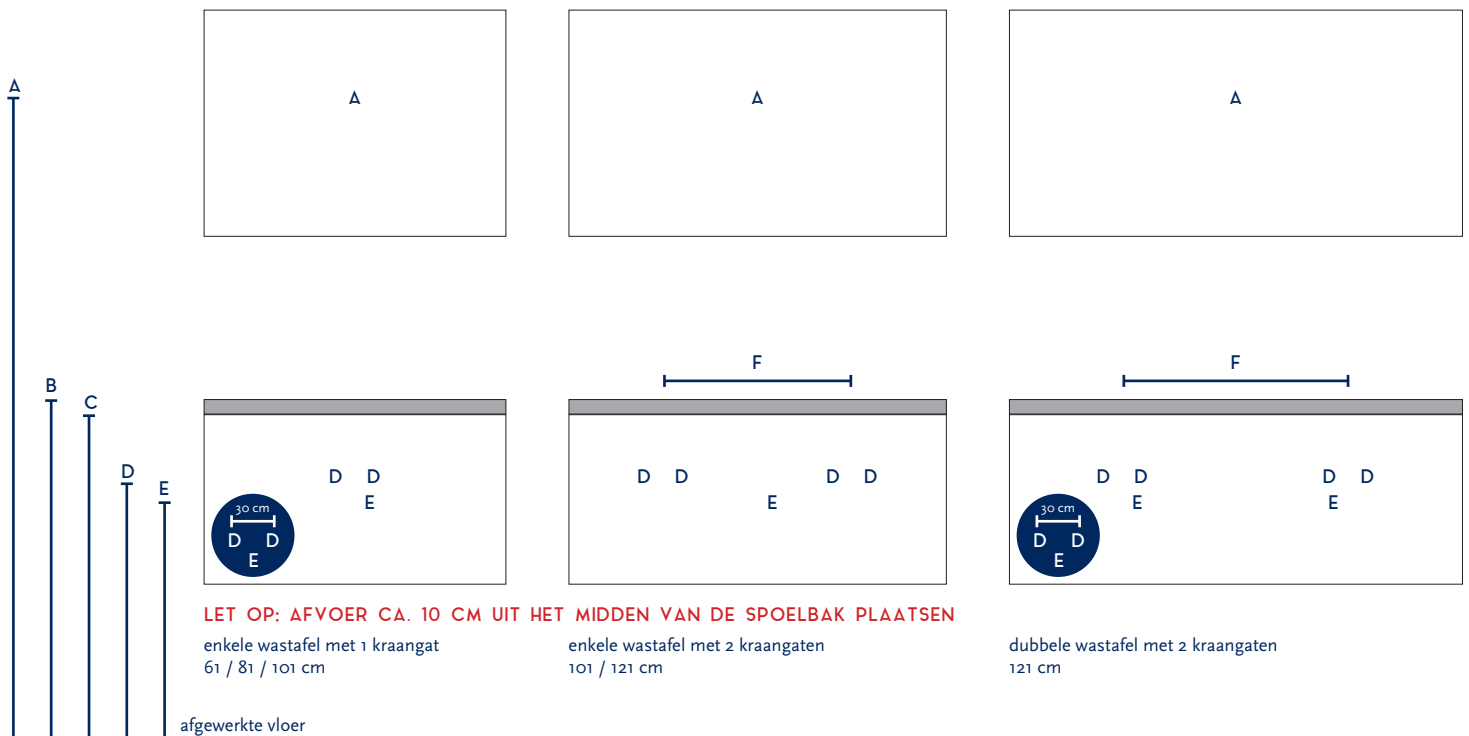 A
A
A
A
B
C
D
E
F
F
D D
E
30 cm
D D
E
D D
D D
E
D D
E
D D
E
30 cm
D D
E
LET OP: AFVOER CA. 10 CM UIT HET MIDDEN VAN DE SPOELBAK PLAATSEN
enkele wastafel met 1 kraangat
61 / 81 / 101 cm
enkele wastafel met 2 kraangaten
101 / 121 cm
dubbele wastafel met 2 kraangaten
121 cm
afgewerkte vloer